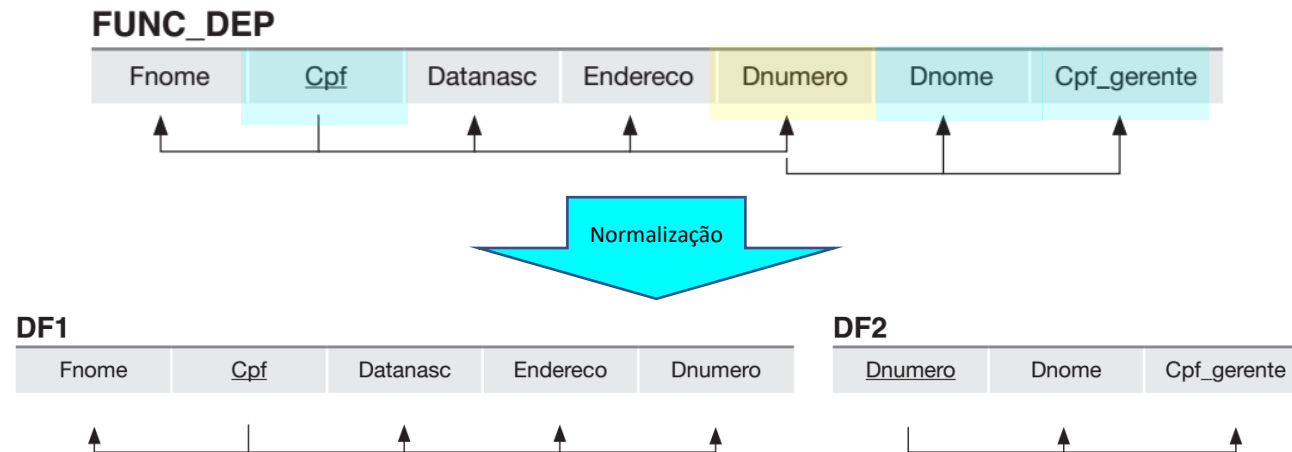 FUNC_DEP
Fnome Cpf Datanasc Endereco Dnumero Dnome Cpf_gerente
Normalização
DF1 DF2
Fnome Cpf Datanasc Endereco Dnumero Dnumero Dnome Cpf_gerente